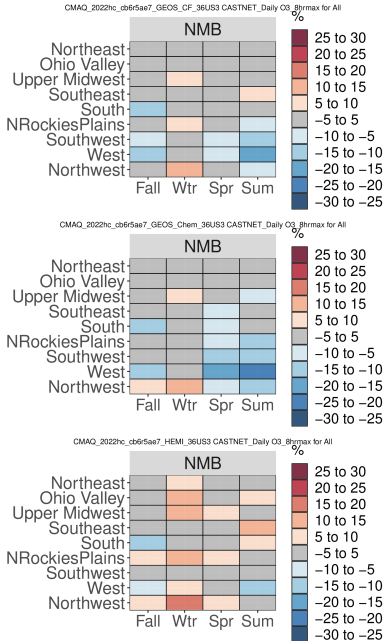 CMAQ_2022hc_cb6r5ae7_GEOS_CF_36US3 CASTNET_Daily O3_8hrmax for All
%
NMB
Northeast
Ohio Valley
Upper Midwest
Southeast
South
NRockiesPlains
Southwest
West
Northwest
Fall Wtr Spr Sum
25 to 30
20 to 25
15 to 20
10 to 15
5 to 10
−5 to 5
−10 to −5
−15 to −10
−20 to −15
−25 to −20
−30 to −25
CMAQ_2022hc_cb6r5ae7_GEOS_Chem_36US3 CASTNET_Daily O3_8hrmax for All
%
NMB
Northeast
Ohio Valley
Upper Midwest
Southeast
South
NRockiesPlains
Southwest
West
Northwest
Fall Wtr Spr Sum
25 to 30
20 to 25
15 to 20
10 to 15
5 to 10
−5 to 5
−10 to −5
−15 to −10
−20 to −15
−25 to −20
−30 to −25
CMAQ_2022hc_cb6r5ae7_HEMI_36US3 CASTNET_Daily O3_8hrmax for All
%
NMB
Northeast
Ohio Valley
Upper Midwest
Southeast
South
NRockiesPlains
Southwest
West
Northwest
Fall Wtr Spr Sum
25 to 30
20 to 25
15 to 20
10 to 15
5 to 10
−5 to 5
−10 to −5
−15 to −10
−20 to −15
−25 to −20
−30 to −25